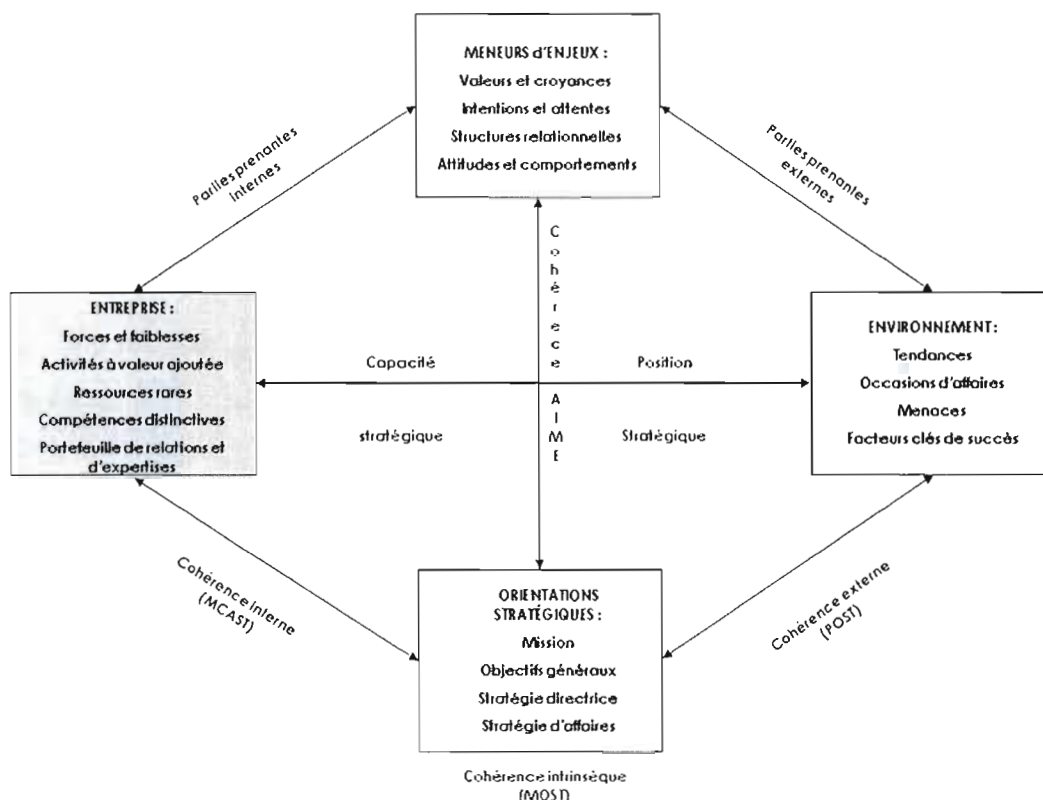 MENEURS d'ENJEUX :
Valeurs et croyances
Intentions et attentes
Structures relationnelles
Attitudes et comportements
Parties prenantes
internes
Parties prenantes
externes
Cohérece AIME
ENTREPRISE :
Forces et faiblesses
Activités à valeur ajoutée
Ressources rares
Compétences distinctives
Portefeuille de relations et
d'expertises
Capacité
stratégique
Position
Stratégique
ENVIRONNEMENT :
Tendances
Occasions d'affaires
Menaces
Facteurs clés de succès
Cohérence interne
(MCAST)
Cohérence externe
(POST)
ORIENTATIONS
STRATÉGIQUES :
Mission
Objectifs généraux
Stratégie directrice
Stratégie d'affaires
Cohérence intrinsèque
(MOST)